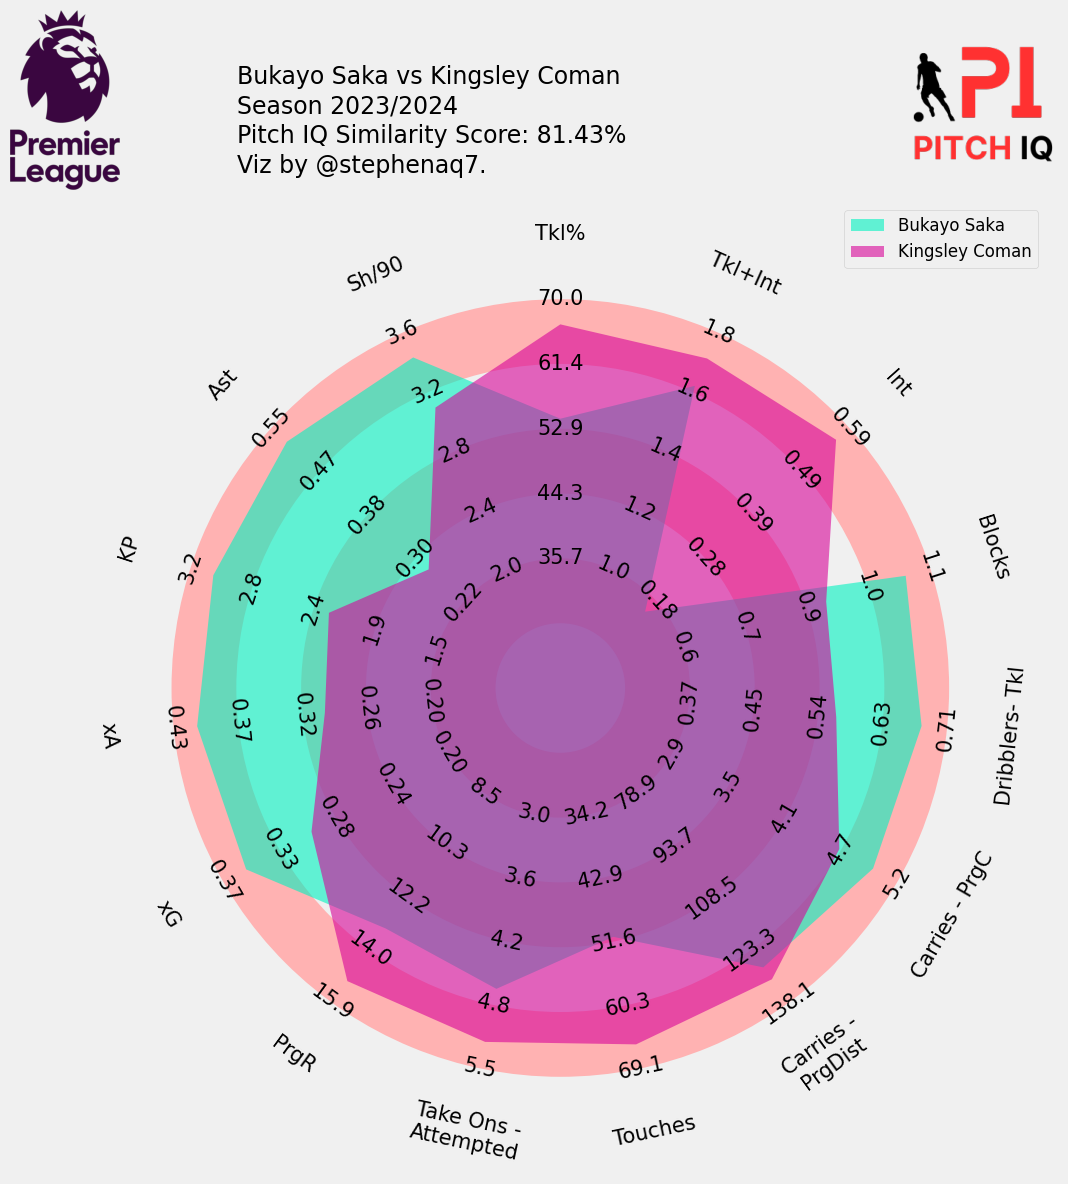 Premier
League
Bukayo Saka vs Kingsley Coman
Season 2023/2024
Pitch IQ Similarity Score: 81.43%
Viz by @stephenaq7.
PI
PITCH IQ
Bukayo Saka
Kingsley Coman
Tkl%
35.7
44.3
52.9
61.4
70.0
Tkl+Int
1.0
1.2
1.4
1.6
1.8
Int
0.18
0.28
0.39
0.49
0.59
Blocks
0.6
0.7
0.9
1.0
1.1
Dribblers- Tkl
0.37
0.45
0.54
0.63
0.71
Carries - PrgC
2.9
3.5
4.1
4.7
5.2
Carries -
PrgDist
78.9
93.7
108.5
123.3
138.1
Touches
34.2
42.9
51.6
60.3
69.1
Take Ons -
Attempted
3.0
3.6
4.2
4.8
5.5
PrgR
8.5
10.3
12.2
14.0
15.9
xG
0.20
0.24
0.28
0.33
0.37
xA
0.20
0.26
0.32
0.37
0.43
KP
1.5
1.9
2.4
2.8
3.2
Ast
0.22
0.30
0.38
0.47
0.55
Sh/90
2.0
2.4
2.8
3.2
3.6